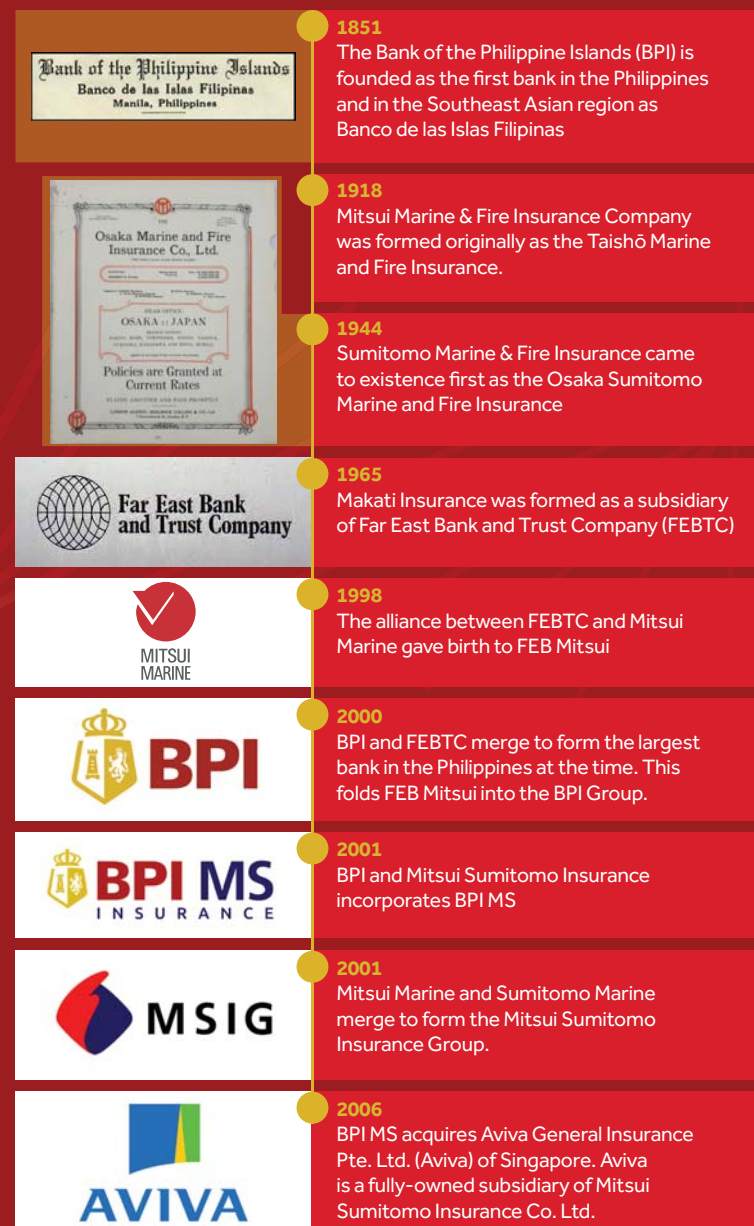 Bank of the Philippine Islands
Banco de las Islas Filipinas
Manila, Philippines
1851
The Bank of the Philippine Islands (BPI) is
founded as the first bank in the Philippines
and in the Southeast Asian region as
Banco de las Islas Filipinas
Osaka Marine and Fire
Insurance Co., Ltd.
HEAD OFFICE:
OSAKA :: JAPAN
Policies are Granted at
Current Rates
1918
Mitsui Marine & Fire Insurance Company
was formed originally as the Taishō Marine
and Fire Insurance.
1944
Sumitomo Marine & Fire Insurance came
to existence first as the Osaka Sumitomo
Marine and Fire Insurance
Far East Bank
and Trust Company
1965
Makati Insurance was formed as a subsidiary
of Far East Bank and Trust Company (FEBTC)
MITSUI
MARINE
1998
The alliance between FEBTC and Mitsui
Marine gave birth to FEB Mitsui
BPI
2000
BPI and FEBTC merge to form the largest
bank in the Philippines at the time. This
folds FEB Mitsui into the BPI Group.
BPI MS
INSURANCE
2001
BPI and Mitsui Sumitomo Insurance
incorporates BPI MS
MSIG
2001
Mitsui Marine and Sumitomo Marine
merge to form the Mitsui Sumitomo
Insurance Group.
AVIVA
2006
BPI MS acquires Aviva General Insurance
Pte. Ltd. (Aviva) of Singapore. Aviva
is a fully-owned subsidiary of Mitsui
Sumitomo Insurance Co. Ltd.